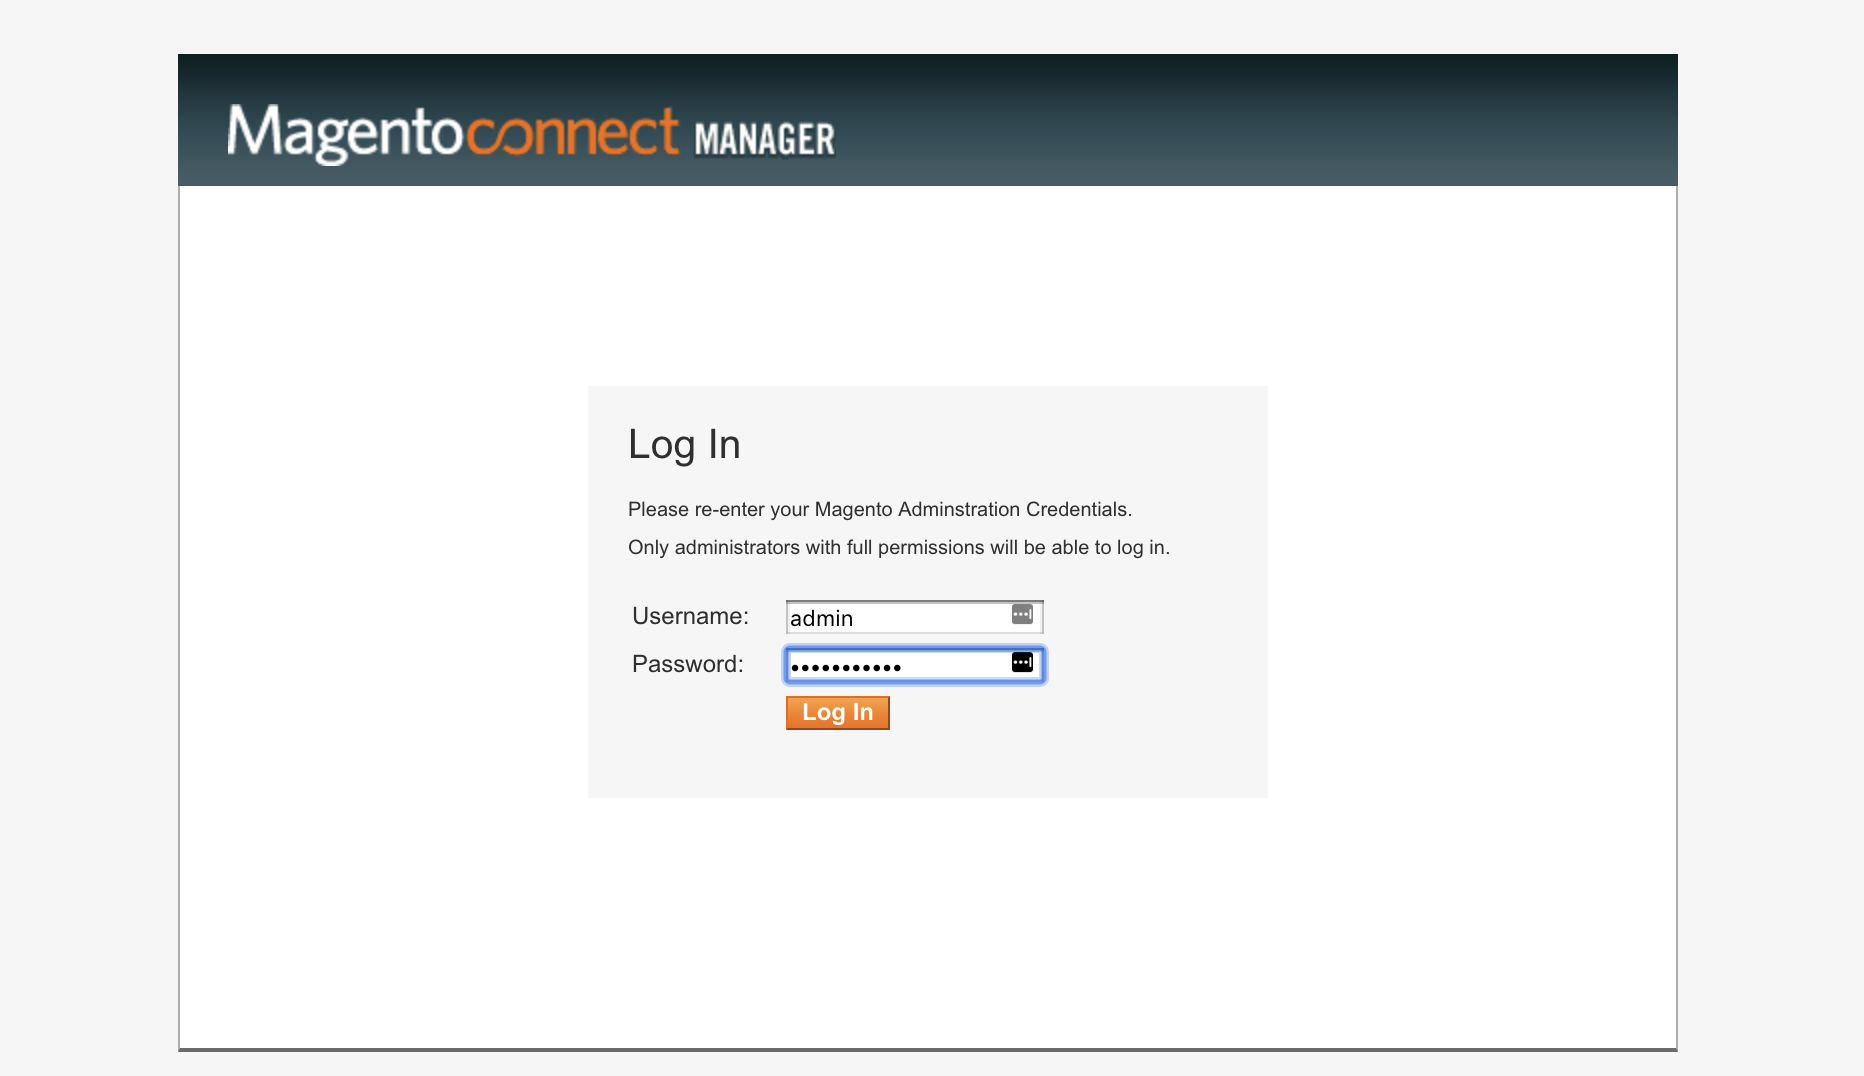 Magentoconnect MANAGER
Log In
Please re-enter your Magento Adminstration Credentials.
Only administrators with full permissions will be able to log in.
Username: admin
Password: •••••••••••
Log In